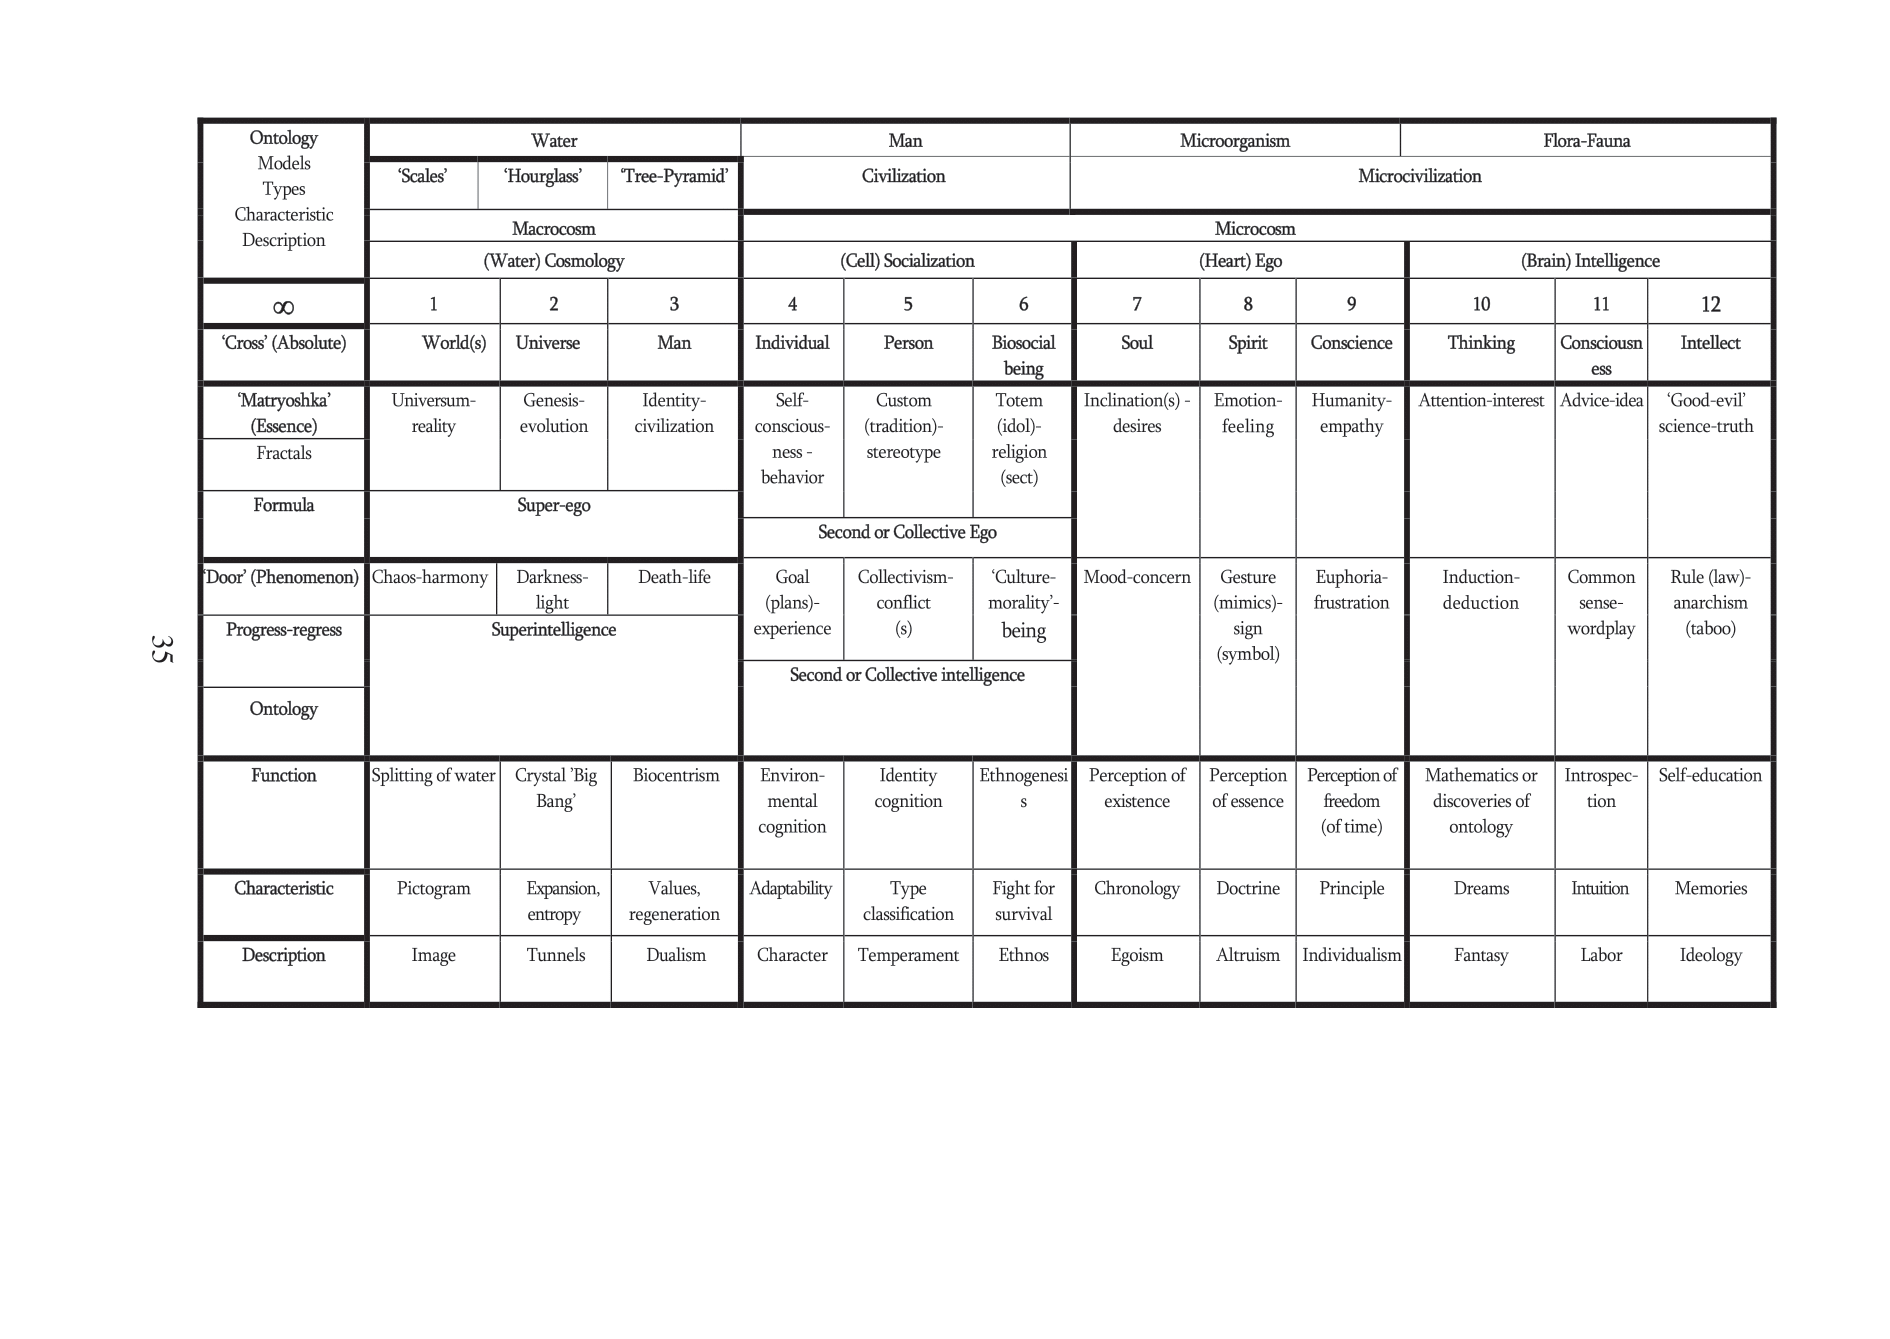 Ontology
Models
Types
Characteristic
Description
Water
Man
Microorganism
Flora-Fauna
‘Scales’
‘Hourglass’
‘Tree-Pyramid’
Civilization
Microcivilization
Macrocosm
Microcosm
(Water) Cosmology
(Cell) Socialization
(Heart) Ego
(Brain) Intelligence
∞
1
2
3
4
5
6
7
8
9
10
11
12
‘Cross’ (Absolute)
World(s)
Universe
Man
Individual
Person
Biosocial
being
Soul
Spirit
Conscience
Thinking
Consciousn
ess
Intellect
‘Matryoshka’
(Essence)
Fractals
Universum-
reality
Genesis-
evolution
Identity-
civilization
Self-
conscious-
ness -
behavior
Custom
(tradition)-
stereotype
Totem
(idol)-
religion
(sect)
Inclination(s) -
desires
Emotion-
feeling
Humanity-
empathy
Attention-interest
Advice-idea
‘Good-evil’
science-truth
Formula
Super-ego
Second or Collective Ego
‘Door’ (Phenomenon)
Chaos-harmony
Darkness-
light
Death-life
Goal
(plans)-
experience
Collectivism-
conflict
(s)
‘Culture-
morality’-
being
Mood-concern
Gesture
(mimics)-
sign
(symbol)
Euphoria-
frustration
Induction-
deduction
Common
sense-
wordplay
Rule (law)-
anarchism
(taboo)
Progress-regress
Superintelligence
Second or Collective intelligence
Ontology
Function
Splitting of water
Crystal ’Big
Bang’
Biocentrism
Environ-
mental
cognition
Identity
cognition
Ethnogenesi
s
Perception of
existence
Perception
of essence
Perception of
freedom
(of time)
Mathematics or
discoveries of
ontology
Introspec-
tion
Self-education
Characteristic
Pictogram
Expansion,
entropy
Values,
regeneration
Adaptability
Type
classification
Fight for
survival
Chronology
Doctrine
Principle
Dreams
Intuition
Memories
Description
Image
Tunnels
Dualism
Character
Temperament
Ethnos
Egoism
Altruism
Individualism
Fantasy
Labor
Ideology
35